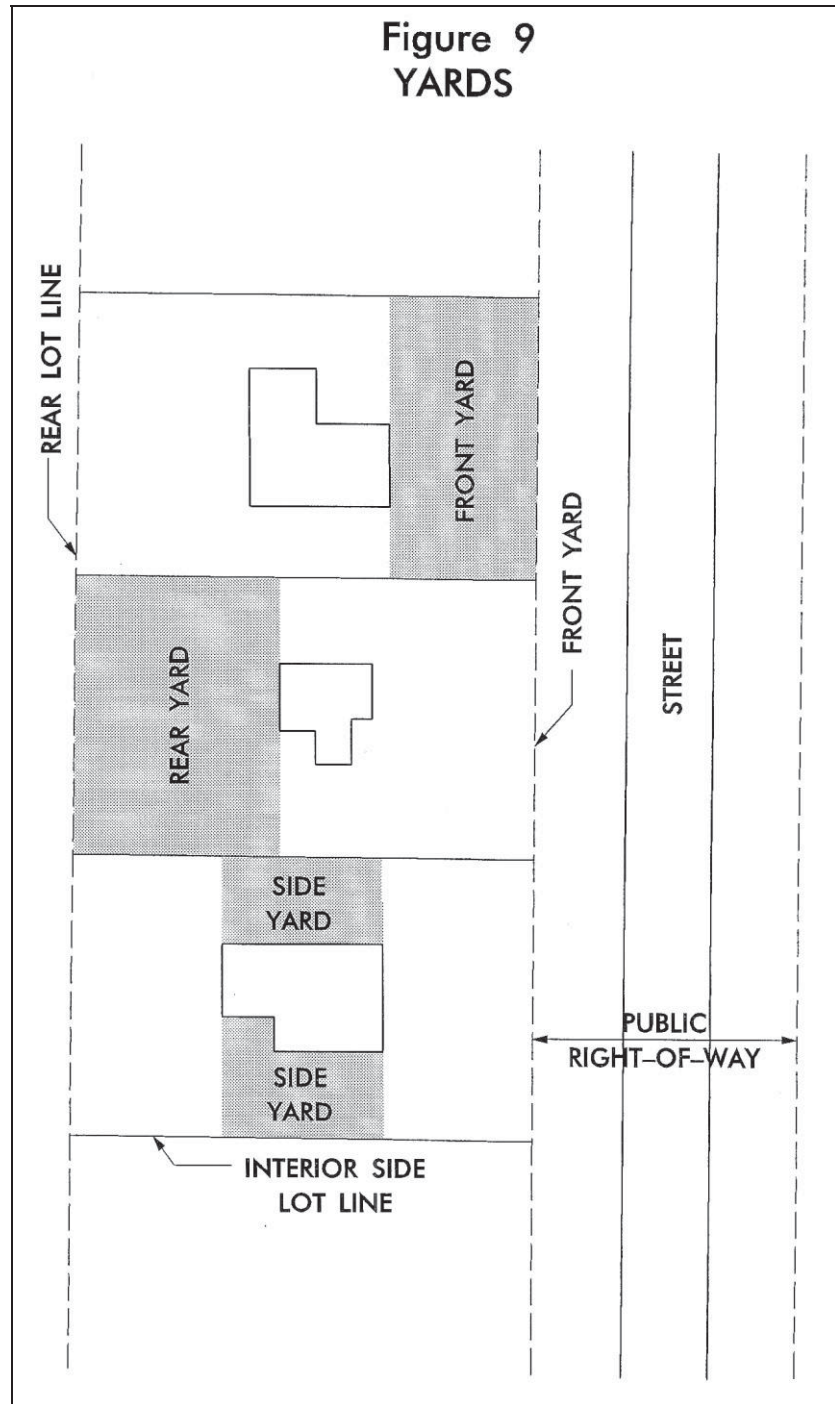 Figure 9
YARDS
REAR LOT LINE
FRONT YARD
FRONT YARD
REAR YARD
STREET
SIDE
YARD
PUBLIC
RIGHT–OF–WAY
SIDE
YARD
INTERIOR SIDE
LOT LINE